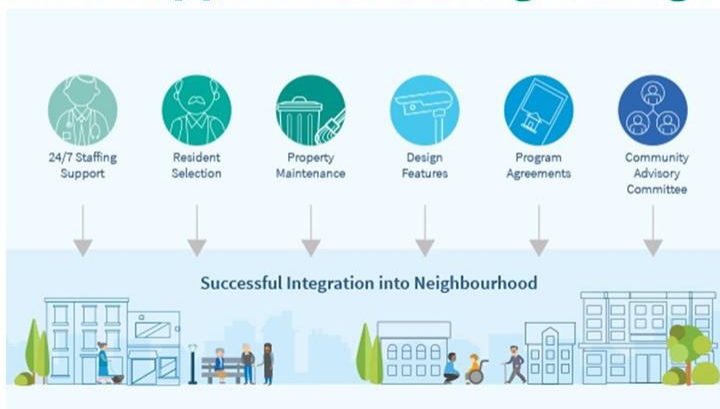 24/7 Staffing
Support
Resident
Selection
Property
Maintenance
Design
Features
Program
Agreements
Community
Advisory
Committee
Successful Integration into Neighbourhood